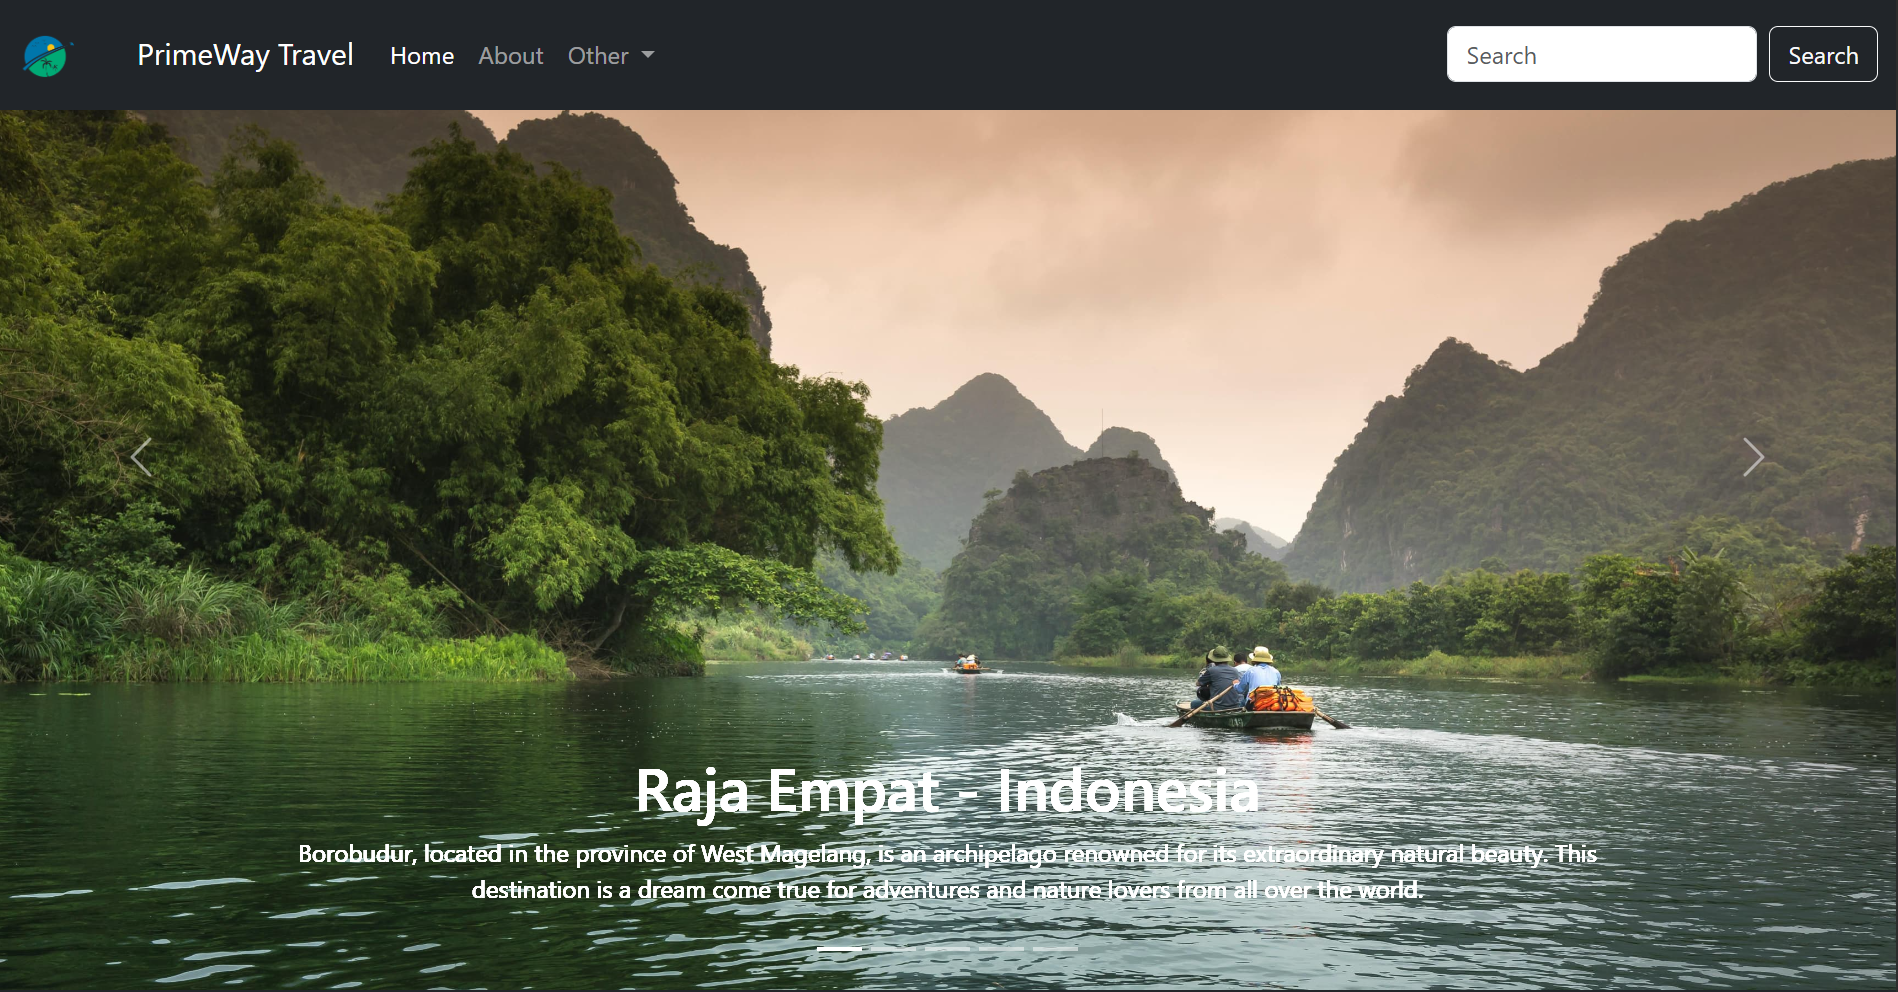 PrimeWay Travel
Home
About
Other
Search
Search
Raja Empat - Indonesia
Borobudur, located in the province of West Magelang, is an archipelago renowned for its extraordinary natural beauty. This
destination is a dream come true for adventures and nature lovers from all over the world.